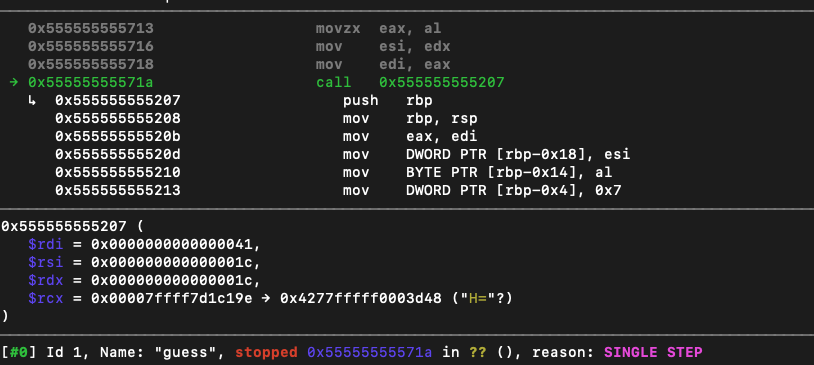 0x555555555713 movzx eax, al
0x555555555716 mov esi, edx
0x555555555718 mov edi, eax
→ 0x55555555571a call 0x555555555207
↳ 0x555555555207 push rbp
0x555555555208 mov rbp, rsp
0x55555555520b mov eax, edi
0x55555555520d mov DWORD PTR [rbp-0x18], esi
0x555555555210 mov BYTE PTR [rbp-0x14], al
0x555555555213 mov DWORD PTR [rbp-0x4], 0x7
0x555555555207 (
$rdi = 0x0000000000000041,
$rsi = 0x000000000000001c,
$rdx = 0x000000000000001c,
$rcx = 0x00007ffff7d1c19e → 0x4277fffff0003d48 ("H="?)
)
[#0] Id 1, Name: "guess", stopped 0x55555555571a in ?? (), reason: SINGLE STEP